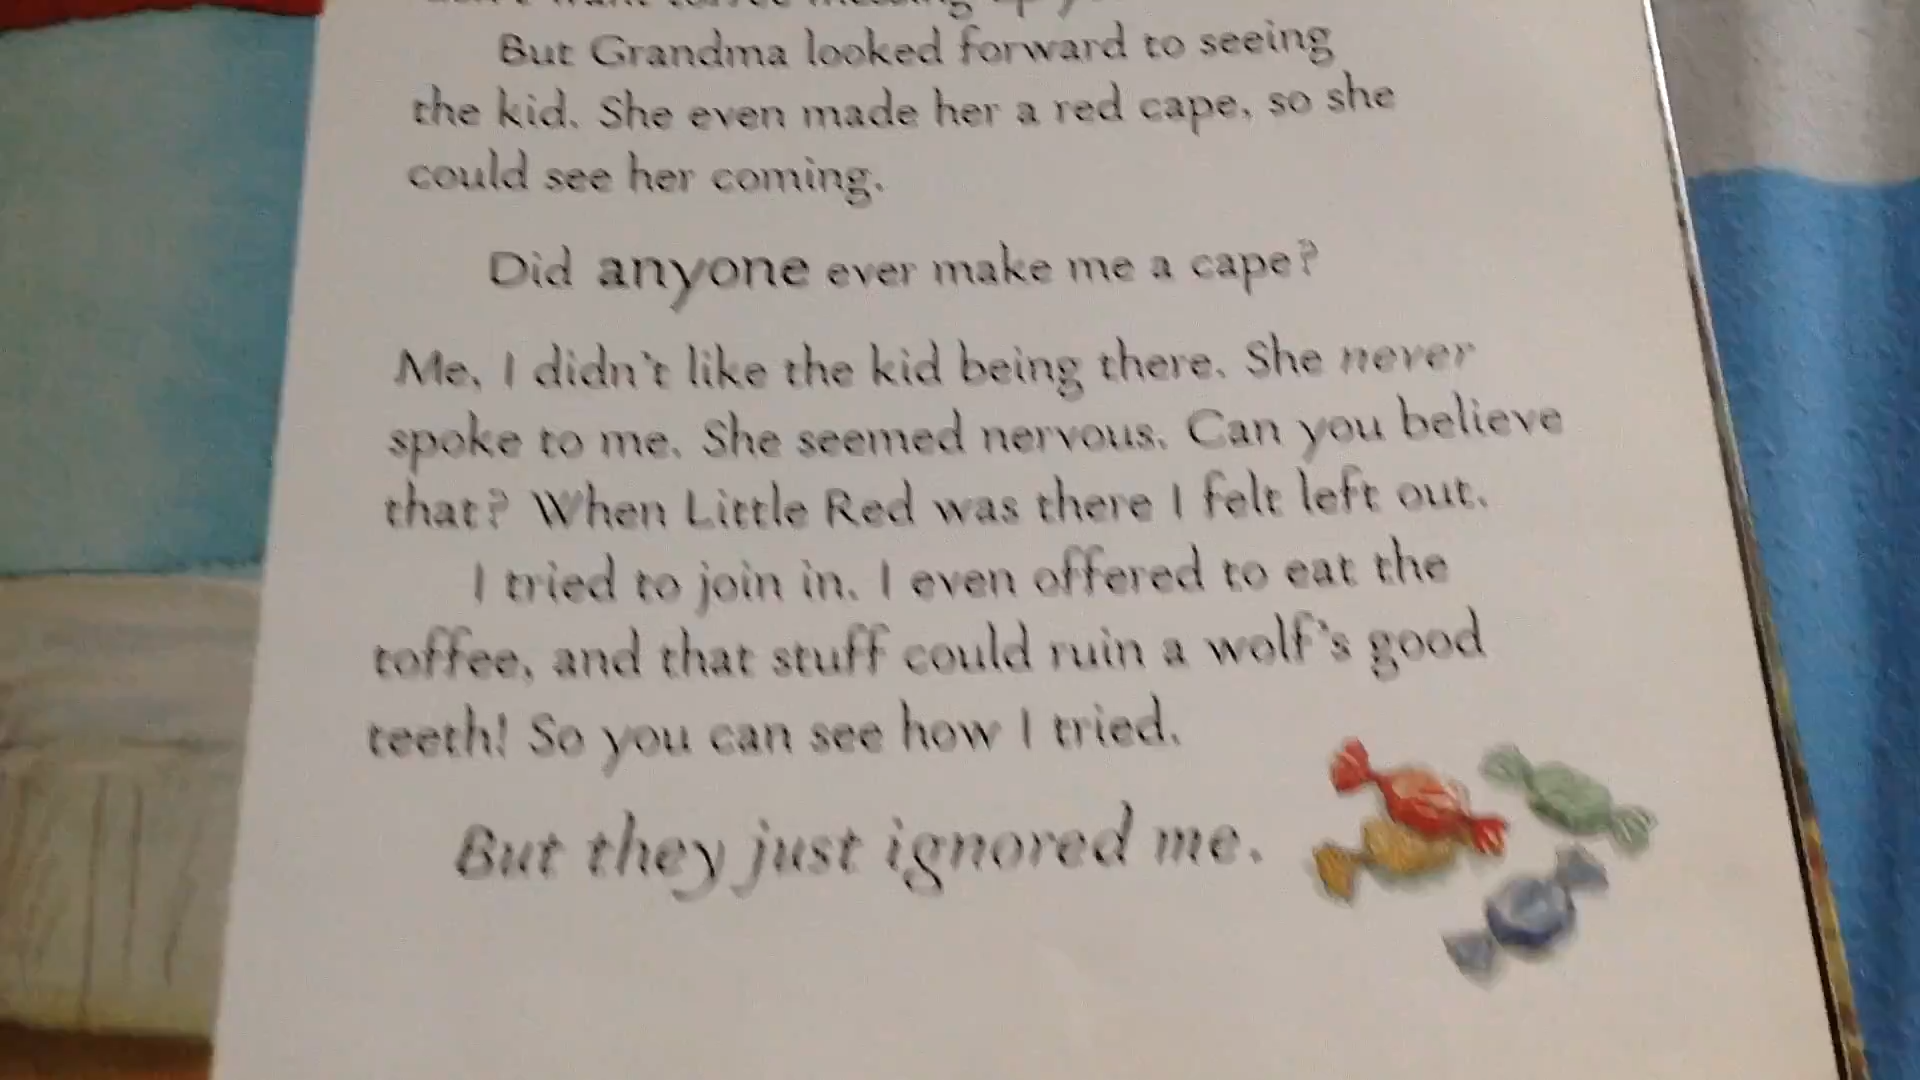 But Grandma looked forward to seeing
the kid. She even made her a red cape, so she
could see her coming.
Did anyone ever make me a cape?
Me, I didn't like the kid being there. She never
spoke to me. She seemed nervous. Can you believe
that? When Little Red was there I felt left out.
I tried to join in. I even offered to eat the
toffee, and that stuff could ruin a wolf's good
teeth! So you can see how I tried.
But they just ignored me.